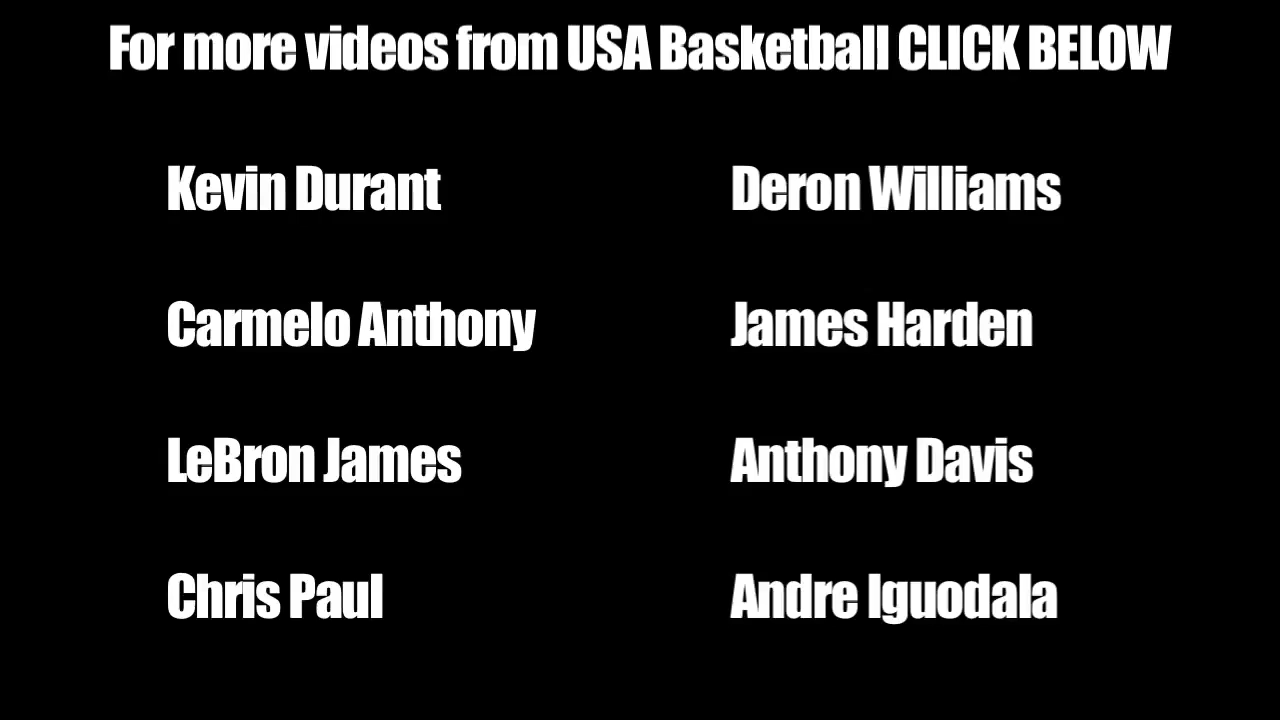 For more videos from USA Basketball CLICK BELOW
Kevin Durant
Deron Williams
Carmelo Anthony
James Harden
LeBron James
Anthony Davis
Chris Paul
Andre Iguodala